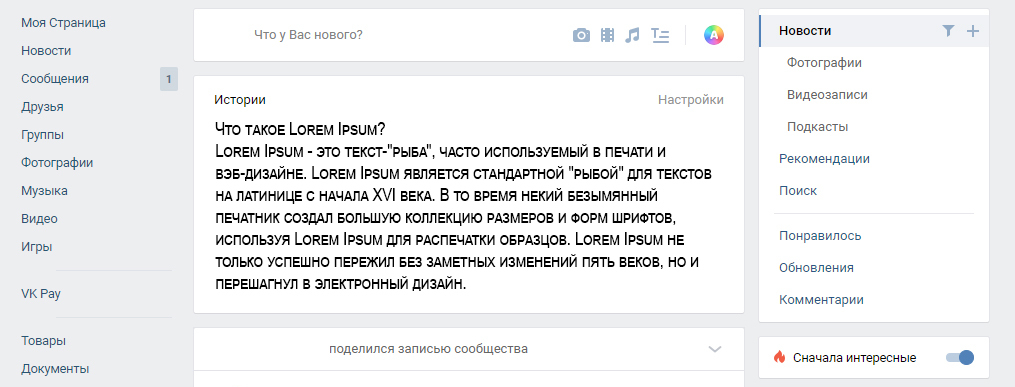 Моя Страница
Новости
Сообщения 1
Друзья
Группы
Фотографии
Музыка
Видео
Игры
VK Pay
Товары
Документы
Что у Вас нового?
A
Истории Настройки
Что такое Lorem Ipsum?
Lorem Ipsum - это текст-"рыба", часто используемый в печати и
вэб-дизайне. Lorem Ipsum является стандартной "рыбой" для текстов
на латинице с начала XVI века. В то время некий безымянный
печатник создал большую коллекцию размеров и форм шрифтов,
используя Lorem Ipsum для распечатки образцов. Lorem Ipsum не
только успешно пережил без заметных изменений пять веков, но и
перешагнул в электронный дизайн.
поделился записью сообщества
Новости
Фотографии
Видеозаписи
Подкасты
Рекомендации
Поиск
Понравилось
Обновления
Комментарии
Сначала интересные